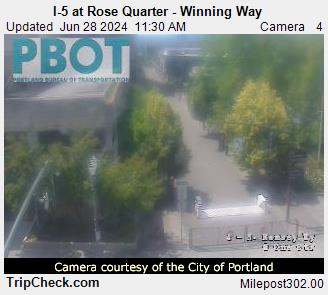 I-5 at Rose Quarter - Winning Way
Updated Jun 28 2024 11:30 AM Camera 4
PBOT
PORTLAND BUREAU OF TRANSPORTATION
Camera courtesy of the City of Portland
TripCheck.com Milepost302.00